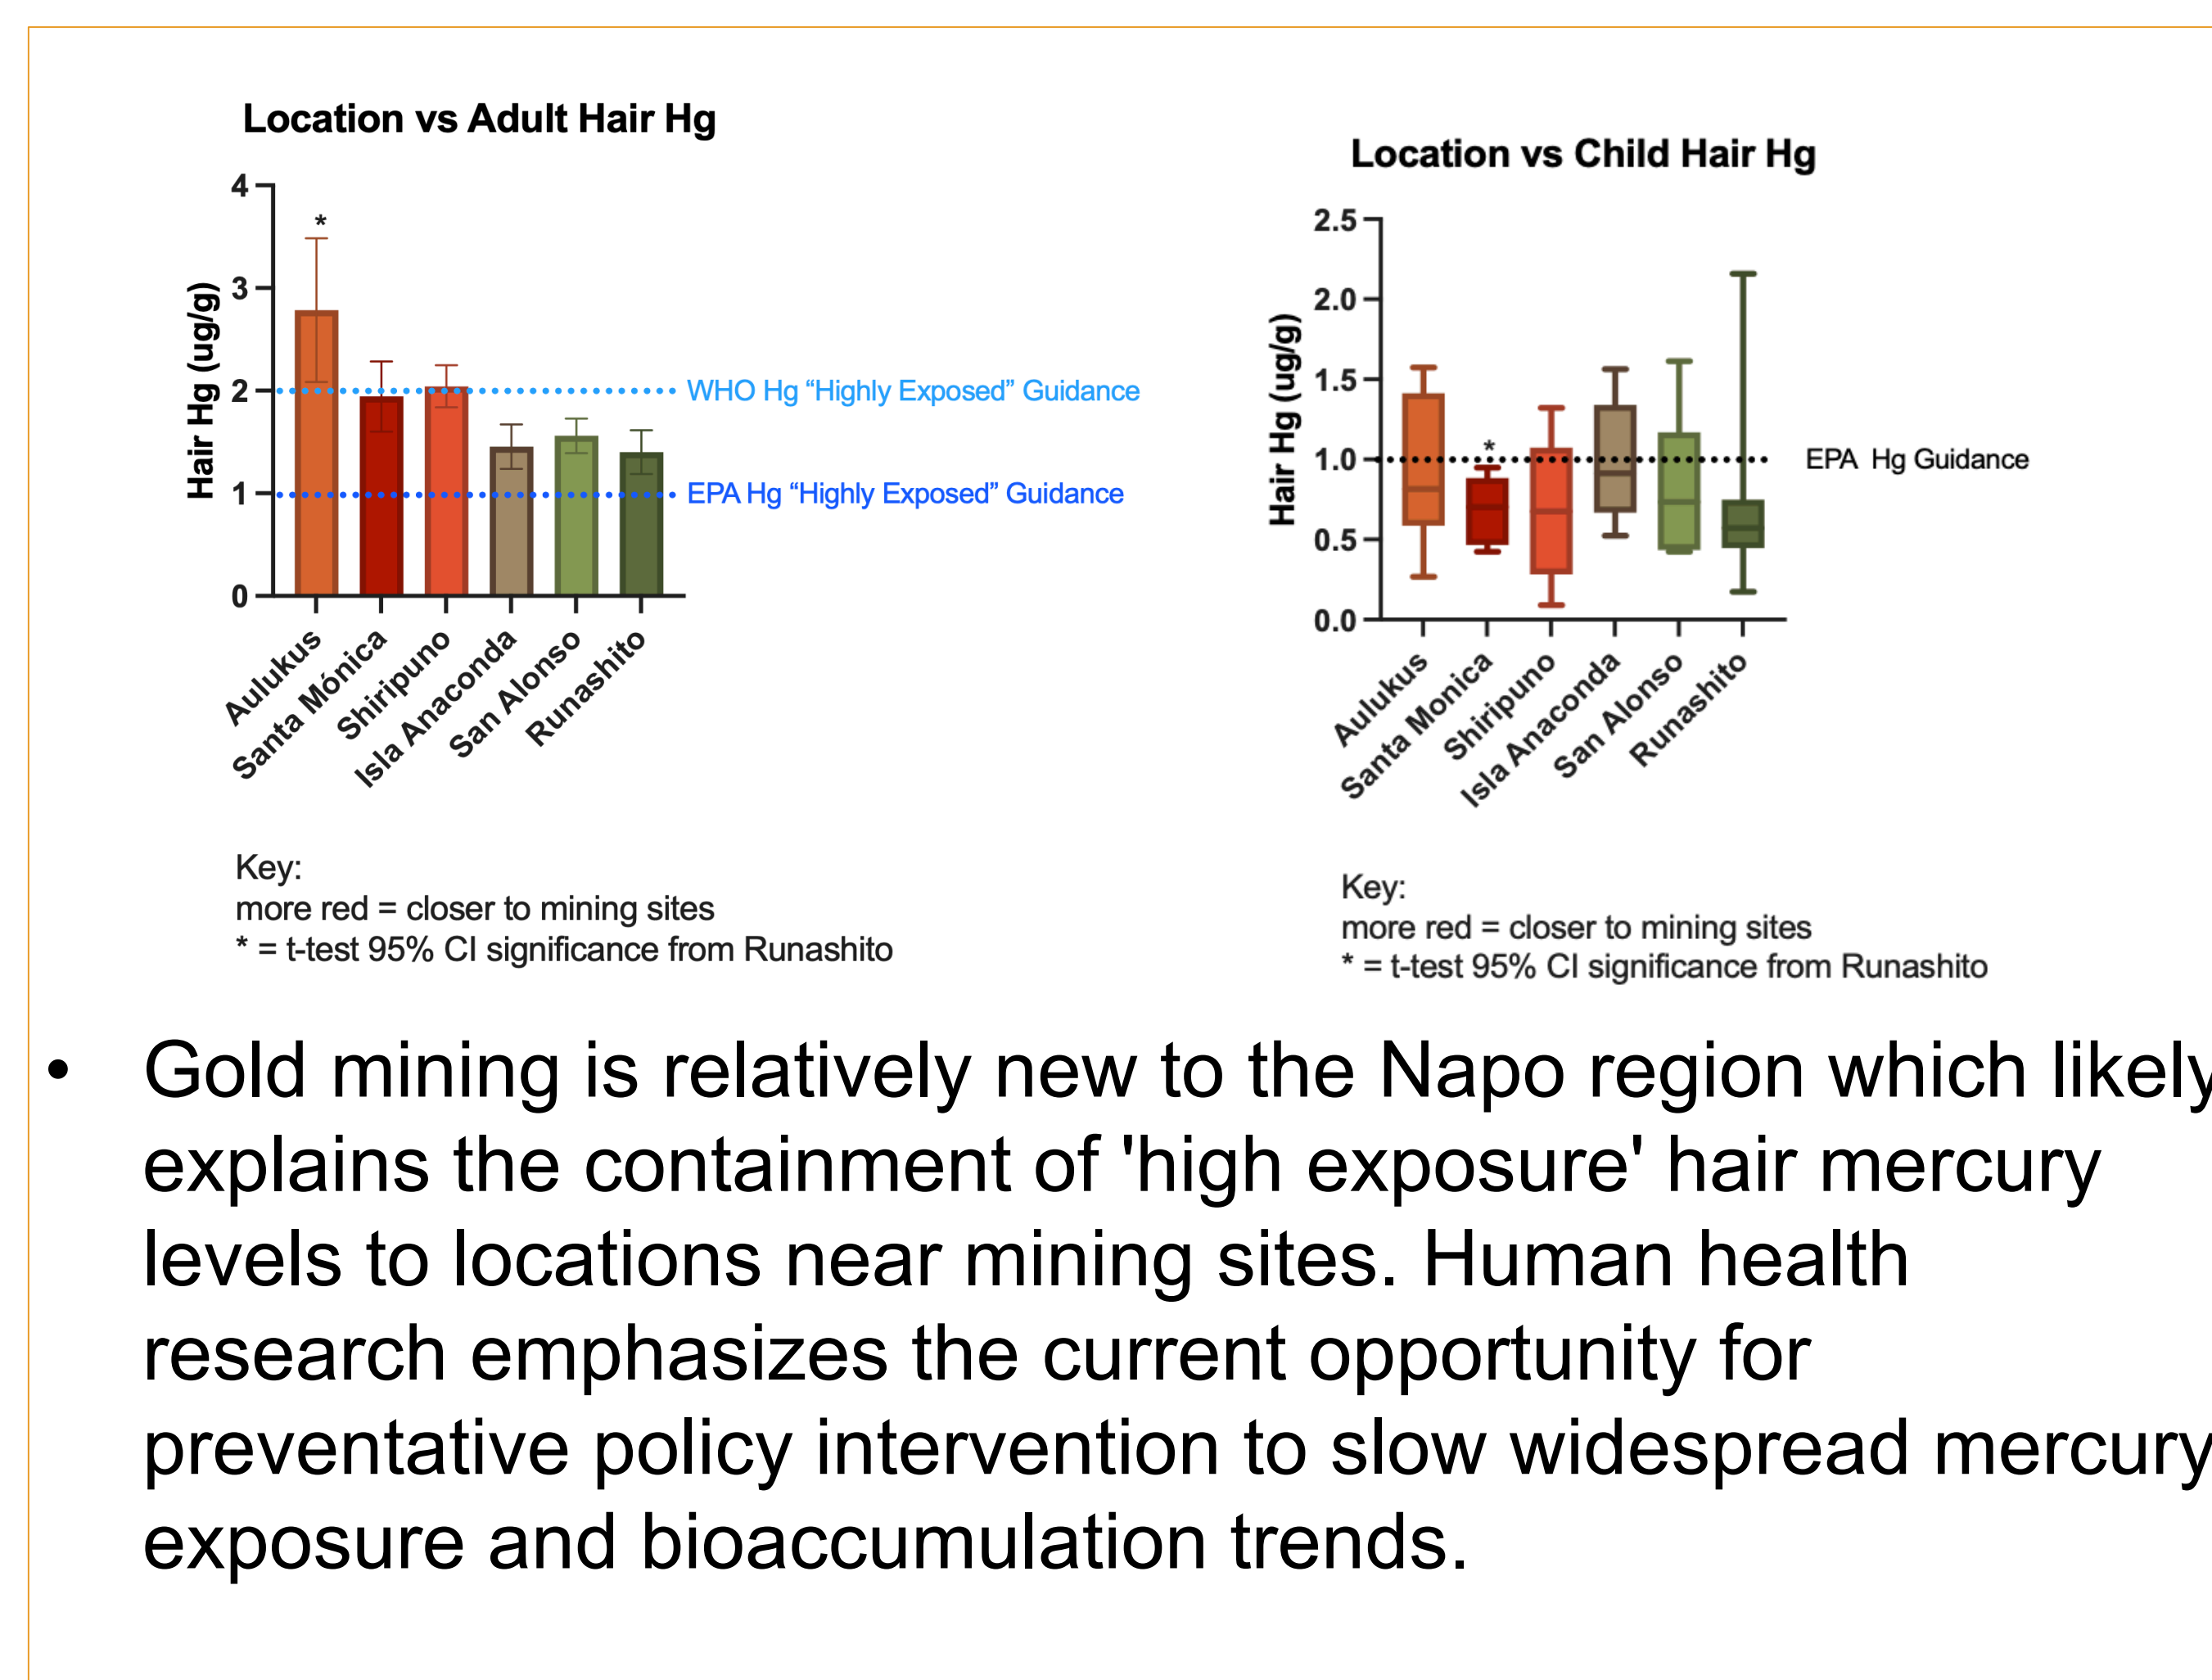 Location vs Adult Hair Hg
Hair Hg (ug/g)
4
3
2
1
0
WHO Hg “Highly Exposed” Guidance
EPA Hg “Highly Exposed” Guidance
*
Aulukus
Santa Mónica
Shiripuno
Isla Anaconda
San Alonso
Runashito
Key:
more red = closer to mining sites
* = t-test 95% CI significance from Runashito
Location vs Child Hair Hg
Hair Hg (ug/g)
2.5
2.0
1.5
1.0
0.5
0.0
*
EPA Hg Guidance
Aulukus
Santa Monica
Shiripuno
Isla Anaconda
San Alonso
Runashito
Key:
more red = closer to mining sites
* = t-test 95% CI significance from Runashito
• Gold mining is relatively new to the Napo region which likely
explains the containment of 'high exposure' hair mercury
levels to locations near mining sites. Human health
research emphasizes the current opportunity for
preventative policy intervention to slow widespread mercury
exposure and bioaccumulation trends.